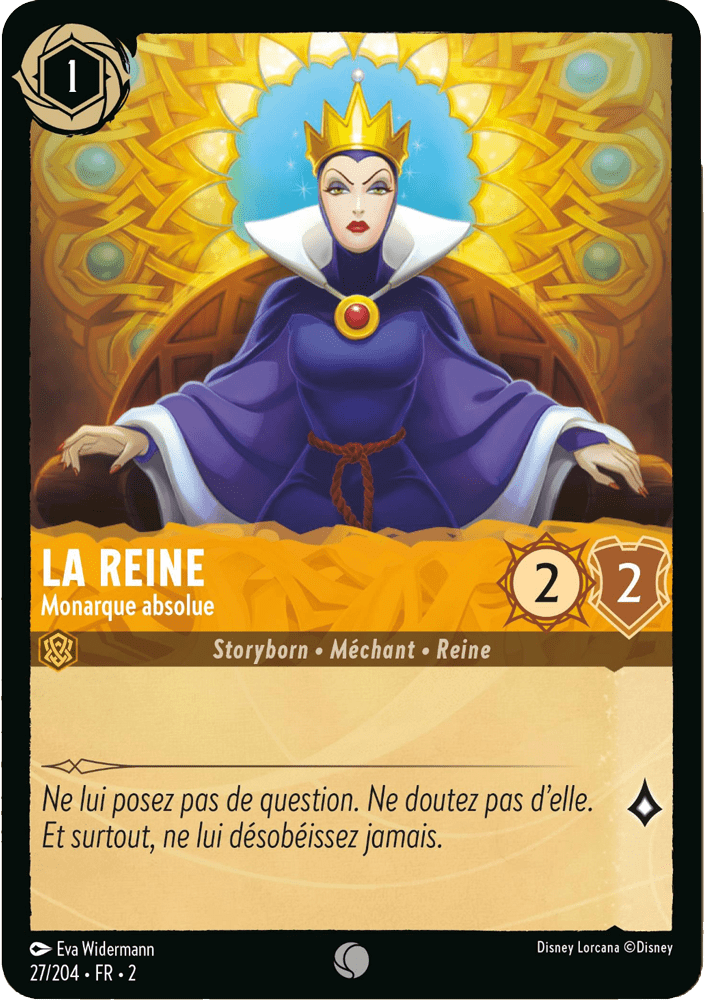 1
LA REINE
Monarque absolue
2 2
Storyborn • Méchant • Reine
Ne lui posez pas de question. Ne doutez pas d'elle.
Et surtout, ne lui désobéissez jamais.
Eva Widermann
Disney Lorcana ©Disney
27/204 • FR • 2